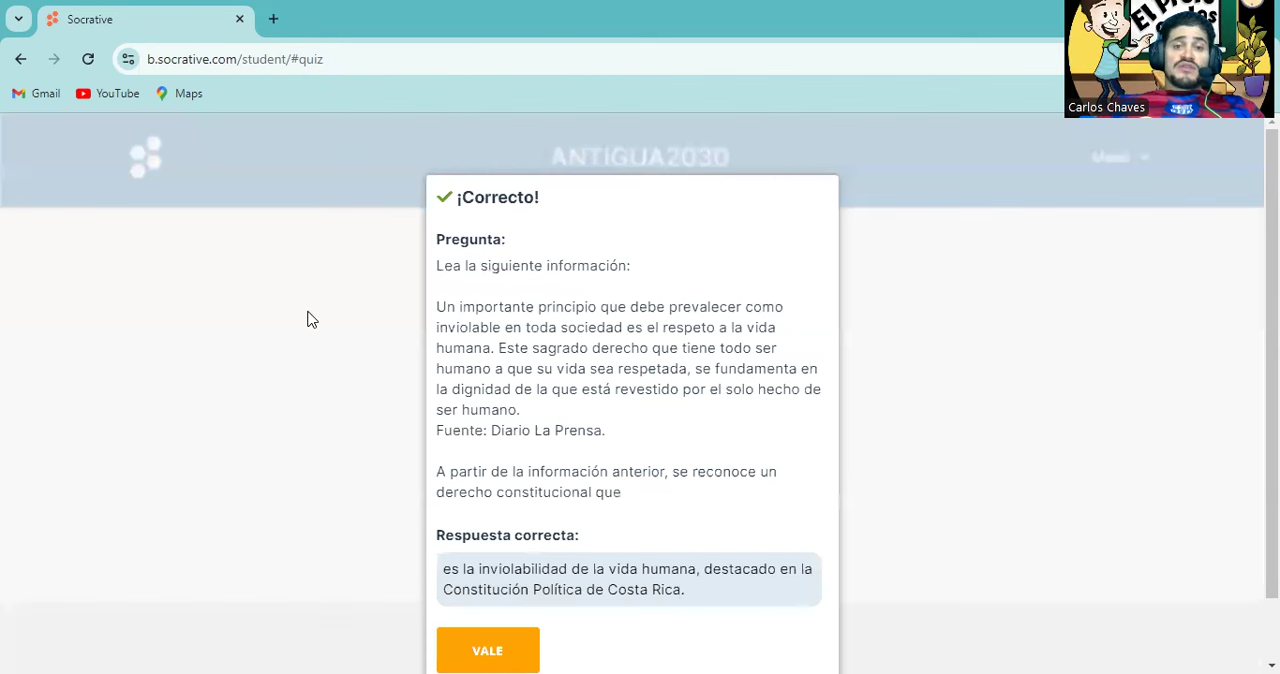 Socrative
b.socrative.com/student/#quiz
Gmail
YouTube
Maps
El Profe
Carlos Chaves
ANTIGUA2030
¡Correcto!
Pregunta:
Lea la siguiente información:
Un importante principio que debe prevalecer como
inviolable en toda sociedad es el respeto a la vida
humana. Este sagrado derecho que tiene todo ser
humano a que su vida sea respetada, se fundamenta en
la dignidad de la que está revestido por el solo hecho de
ser humano.
Fuente: Diario La Prensa.
A partir de la información anterior, se reconoce un
derecho constitucional que
Respuesta correcta:
es la inviolabilidad de la vida humana, destacado en la
Constitución Política de Costa Rica.
VALE